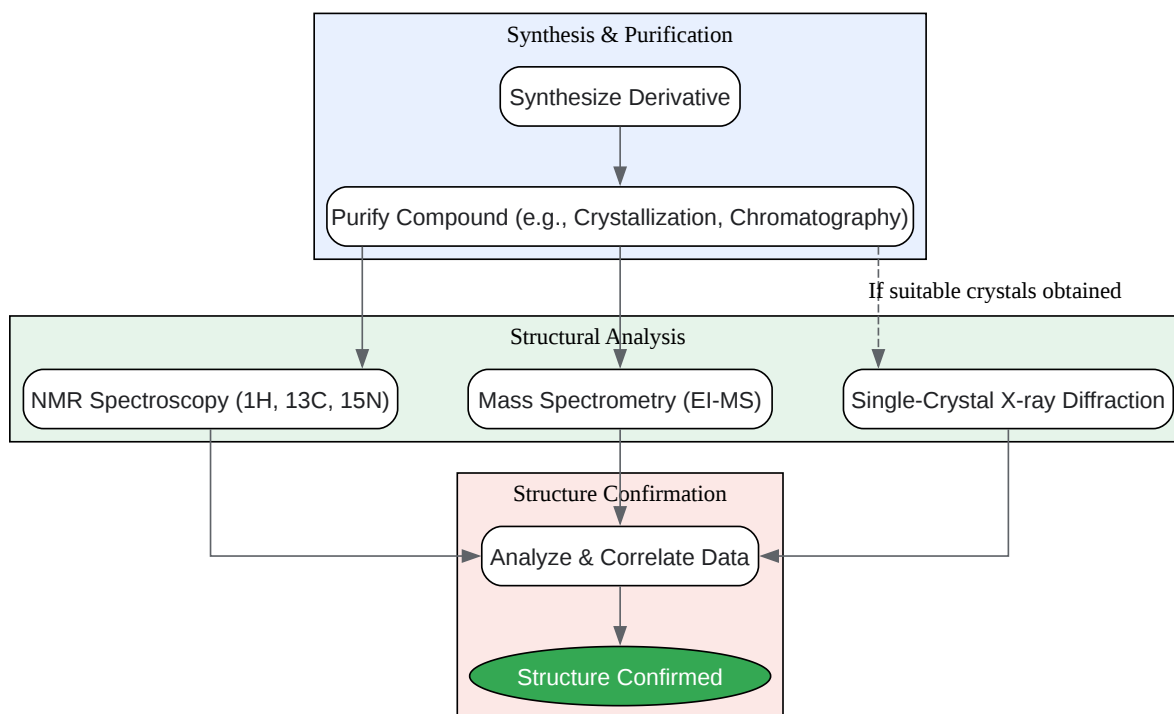 Synthesis & Purification
Synthesize Derivative
Purify Compound (e.g., Crystallization, Chromatography)
If suitable crystals obtained
Structural Analysis
NMR Spectroscopy (1H, 13C, 15N)
Mass Spectrometry (EI-MS)
Single-Crystal X-ray Diffraction
Structure Confirmation
Analyze & Correlate Data
Structure Confirmed